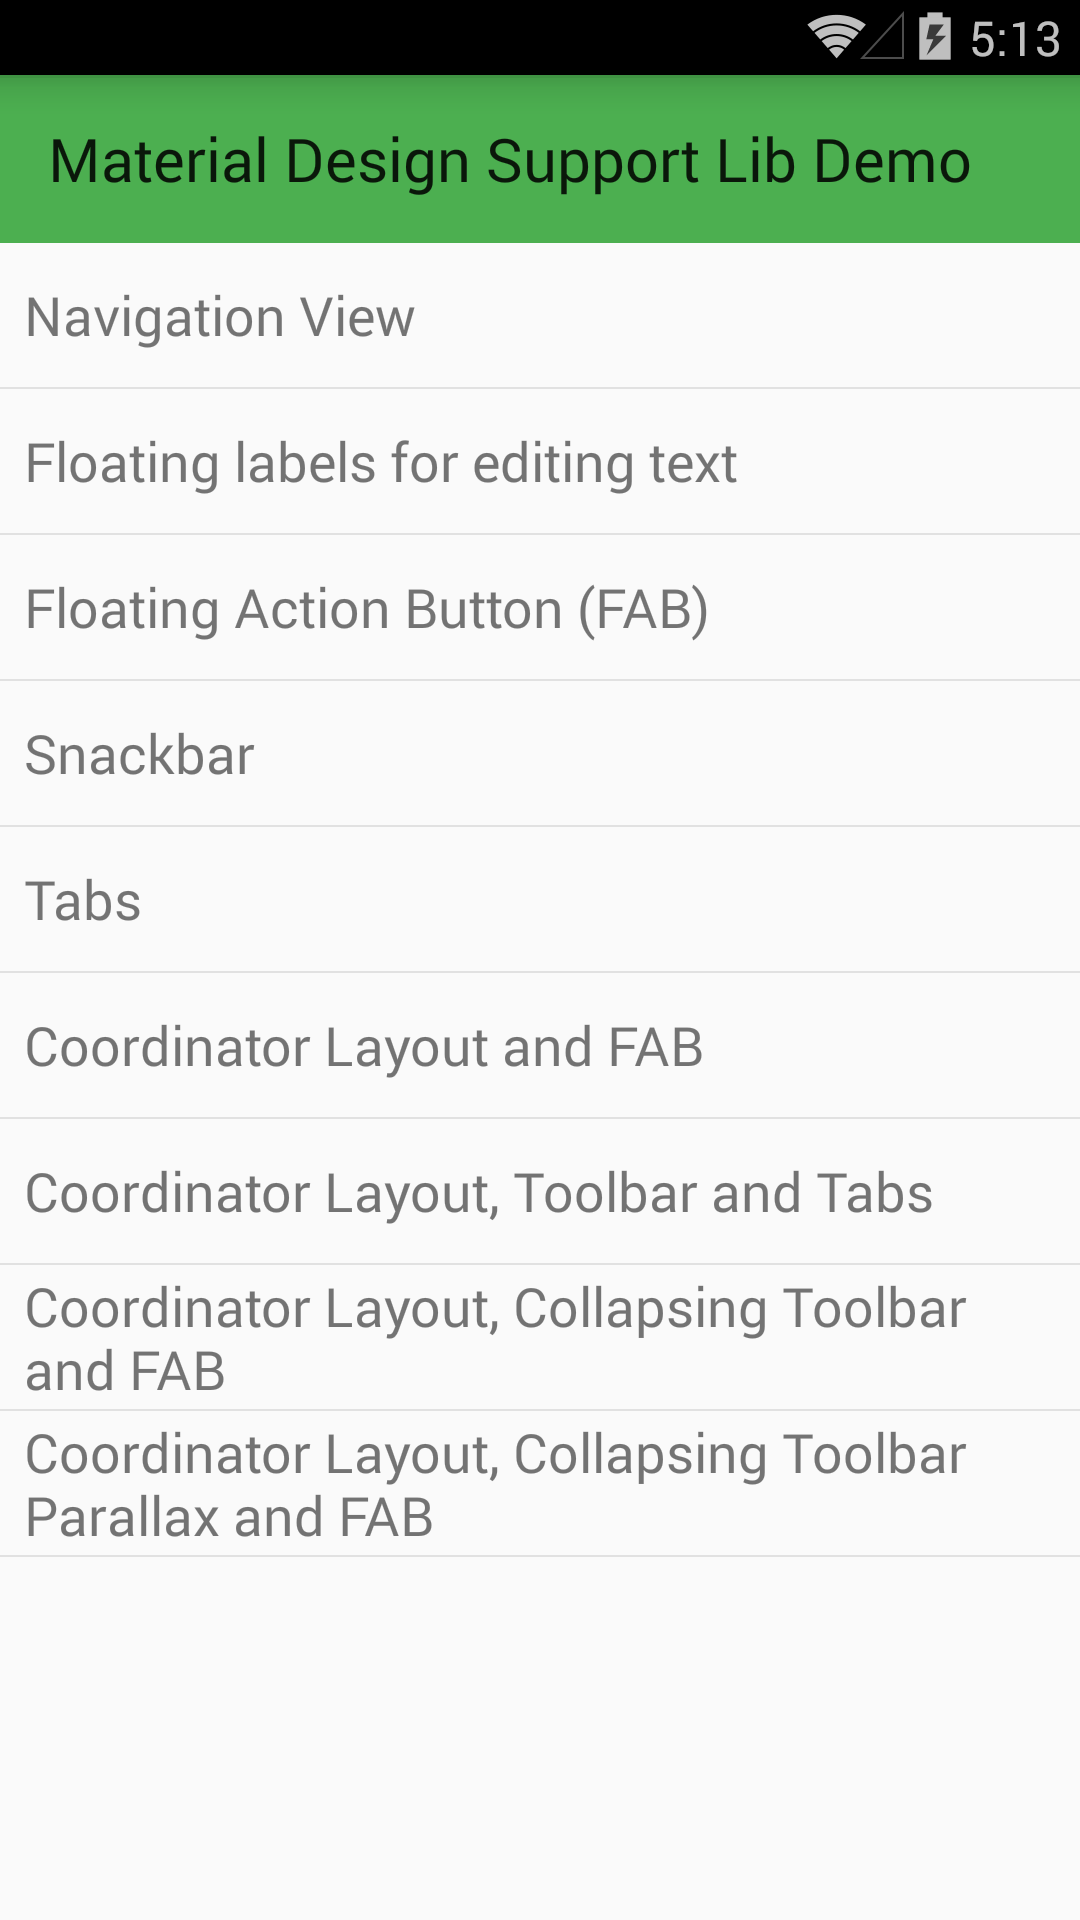 5:13
Material Design Support Lib Demo
Navigation View
Floating labels for editing text
Floating Action Button (FAB)
Snackbar
Tabs
Coordinator Layout and FAB
Coordinator Layout, Toolbar and Tabs
Coordinator Layout, Collapsing Toolbar
and FAB
Coordinator Layout, Collapsing Toolbar
Parallax and FAB